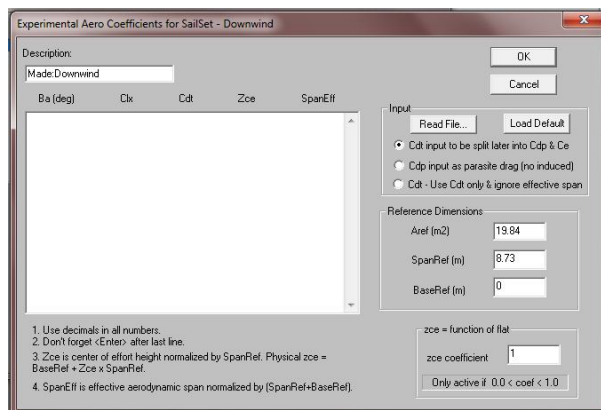 Experimental Aero Coefficients for SailSet - Downwind
Description:
Made:Downwind
Ba (deg) Clx Cdt Zce SpanEff
OK
Cancel
Input
Read File... Load Default
Cdt input to be split later into Cdp & Ce
Cdp input as parasite drag (no induced)
Cdt - Use Cdt only & ignore effective span
Reference Dimensions
Aref (m2) 19.84
SpanRef (m) 8.73
BaseRef (m) 0
1. Use decimals in all numbers.
2. Don't forget <Enter> after last line.
3. Zce is center of effort height normalized by SpanRef. Physical zce =
BaseRef + Zce x SpanRef.
4. SpanEff is effective aerodynamic span normalized by (SpanRef+BaseRef).
zce = function of flat
zce coefficient 1
Only active if 0.0 < coef < 1.0